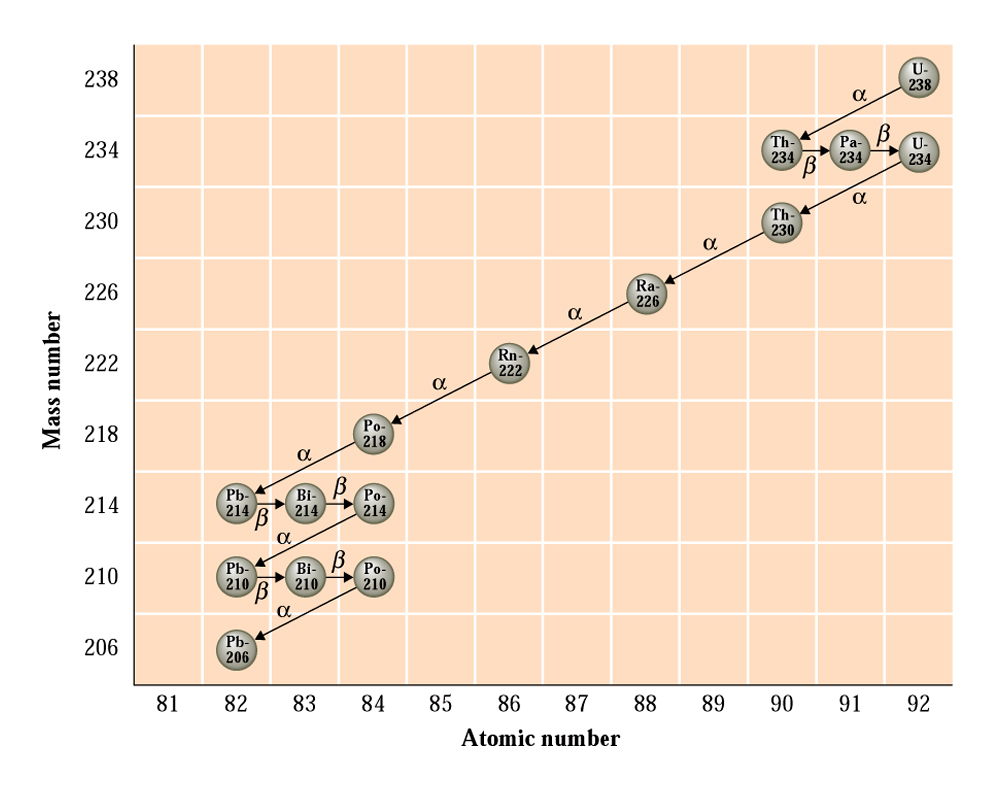 238
U-
238
α
234
Th-
234
β
Pa-
234
β
U-
234
α
230
Th-
230
α
226
Ra-
226
α
222
Rn-
222
α
218
Po-
218
α
214
Pb-
214
β
Bi-
214
β
Po-
214
α
210
Pb-
210
β
Bi-
210
β
Po-
210
α
206
Pb-
206
Mass number
81 82 83 84 85 86 87 88 89 90 91 92
Atomic number